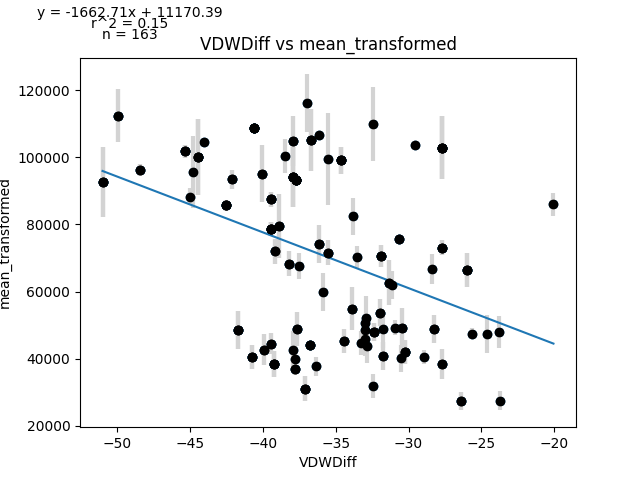 y = -1662.71x + 11170.39
r^2 = 0.15
n = 163
VDWDiff vs mean_transformed
120000
100000
80000
60000
40000
20000
mean_transformed
−50
−45
−40
−35
−30
−25
−20
VDWDiff